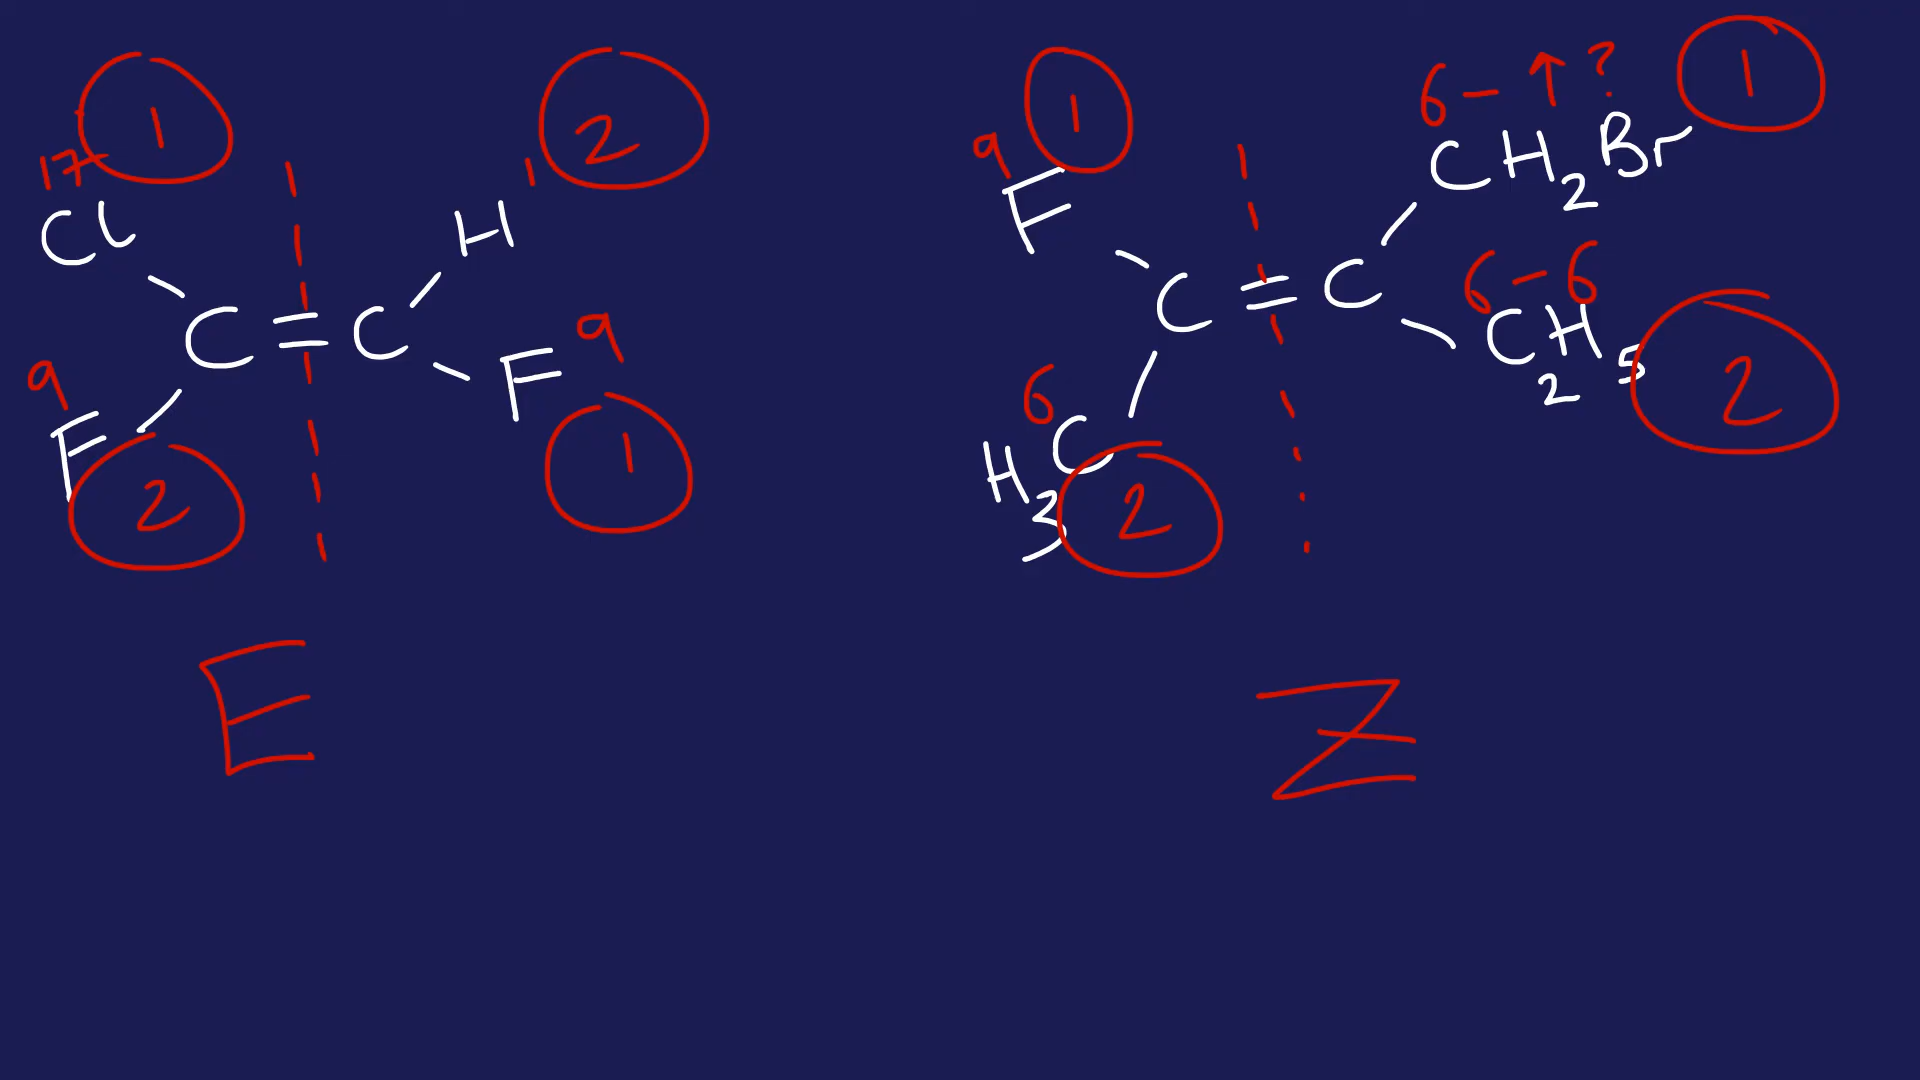 1 2 1 6-↑? 1
17 1 9
Cl H F CH2Br
6-6
C=C C=C
9 9 C2H5 2
F F 6
2 1 H3C 2
E Z